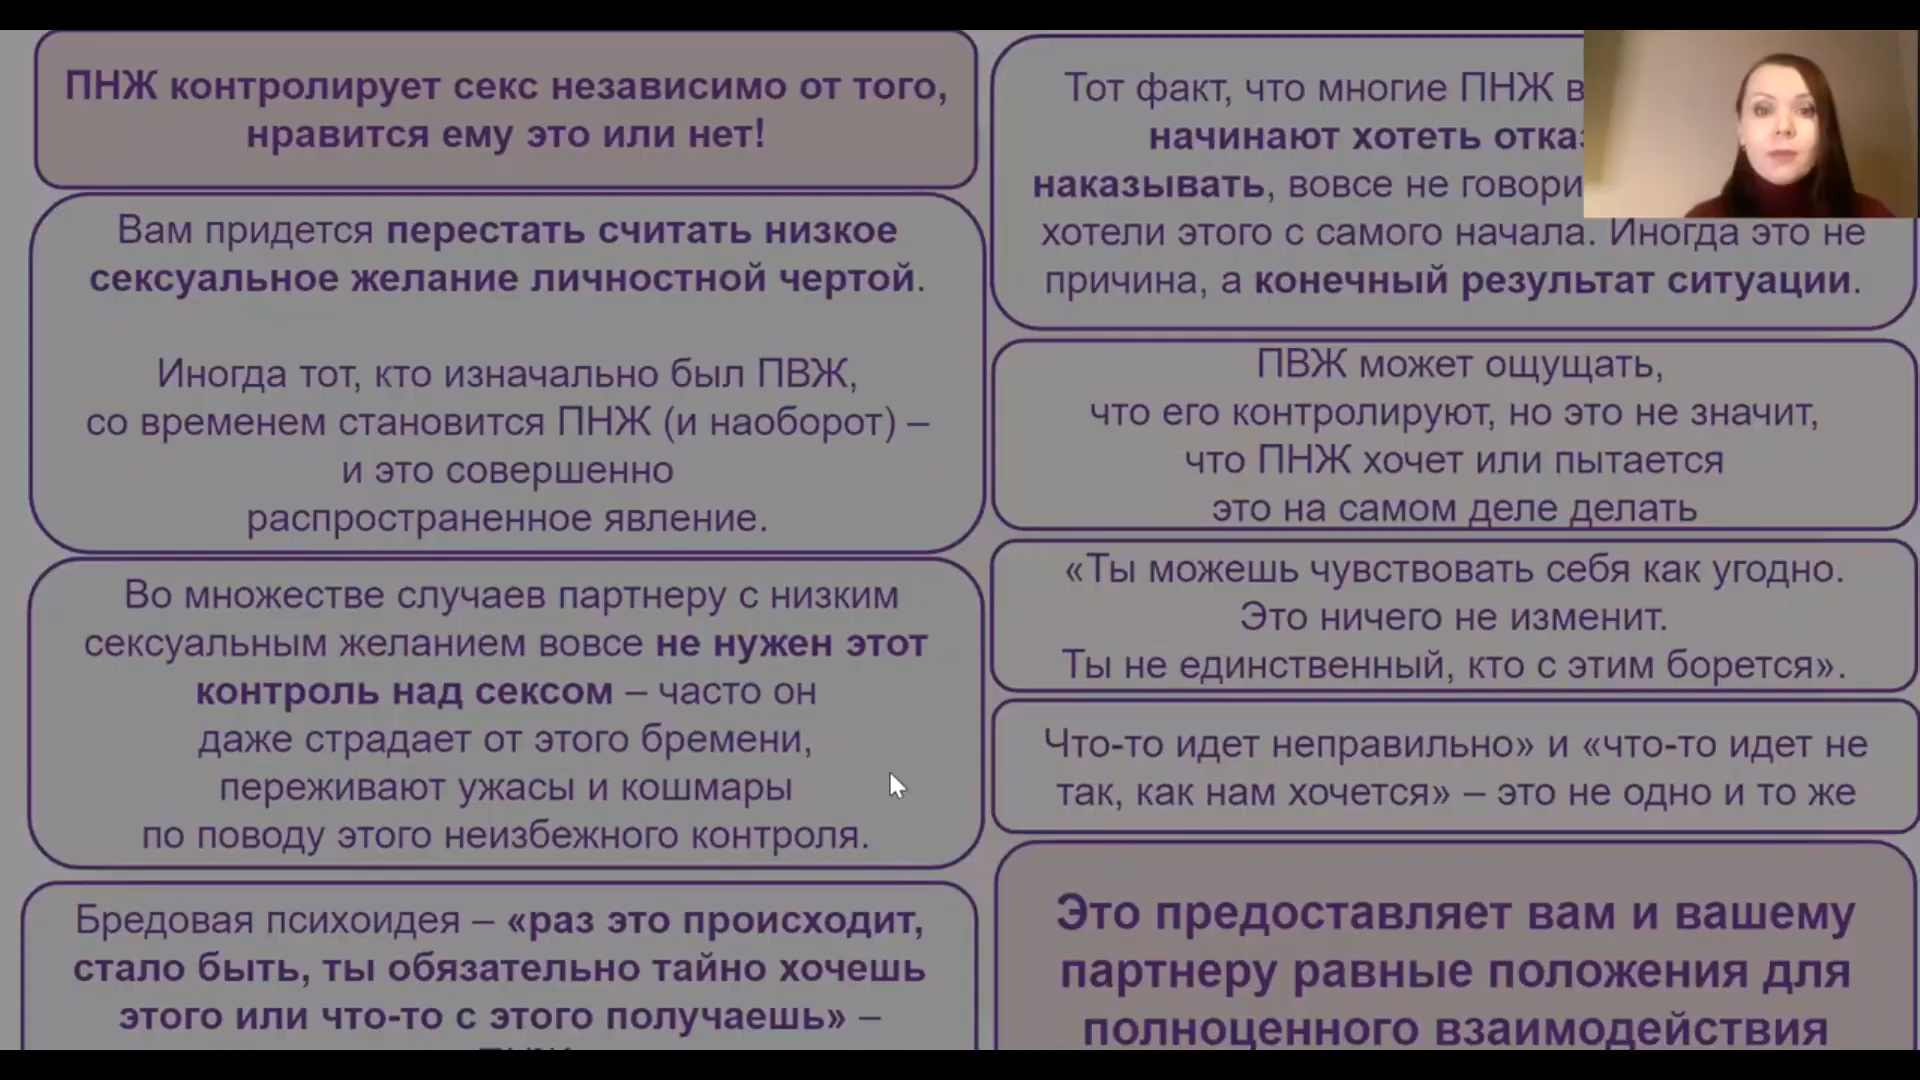 ПНЖ контролирует секс независимо от того,
нравится ему это или нет!
Вам придется перестать считать низкое
сексуальное желание личностной чертой.
Иногда тот, кто изначально был ПВЖ,
со временем становится ПНЖ (и наоборот) –
и это совершенно
распространенное явление.
Во множестве случаев партнеру с низким
сексуальным желанием вовсе не нужен этот
контроль над сексом – часто он
даже страдает от этого бремени,
переживают ужасы и кошмары
по поводу этого неизбежного контроля.
Бредовая психоидея – «раз это происходит,
стало быть, ты обязательно тайно хочешь
этого или что-то с этого получаешь» –
Тот факт, что многие ПНЖ
начинают хотеть
наказывать, вовсе не
хотели этого с самого начала. Иногда это не
причина, а конечный результат ситуации.
ПВЖ может ощущать,
что его контролируют, но это не значит,
что ПНЖ хочет или пытается
это на самом деле делать
«Ты можешь чувствовать себя как угодно.
Это ничего не изменит.
Ты не единственный, кто с этим борется».
Что-то идет неправильно» и «что-то идет не
так, как нам хочется» – это не одно и то же
Это предоставляет вам и вашему
партнеру равные положения для
полноценного взаимодействия